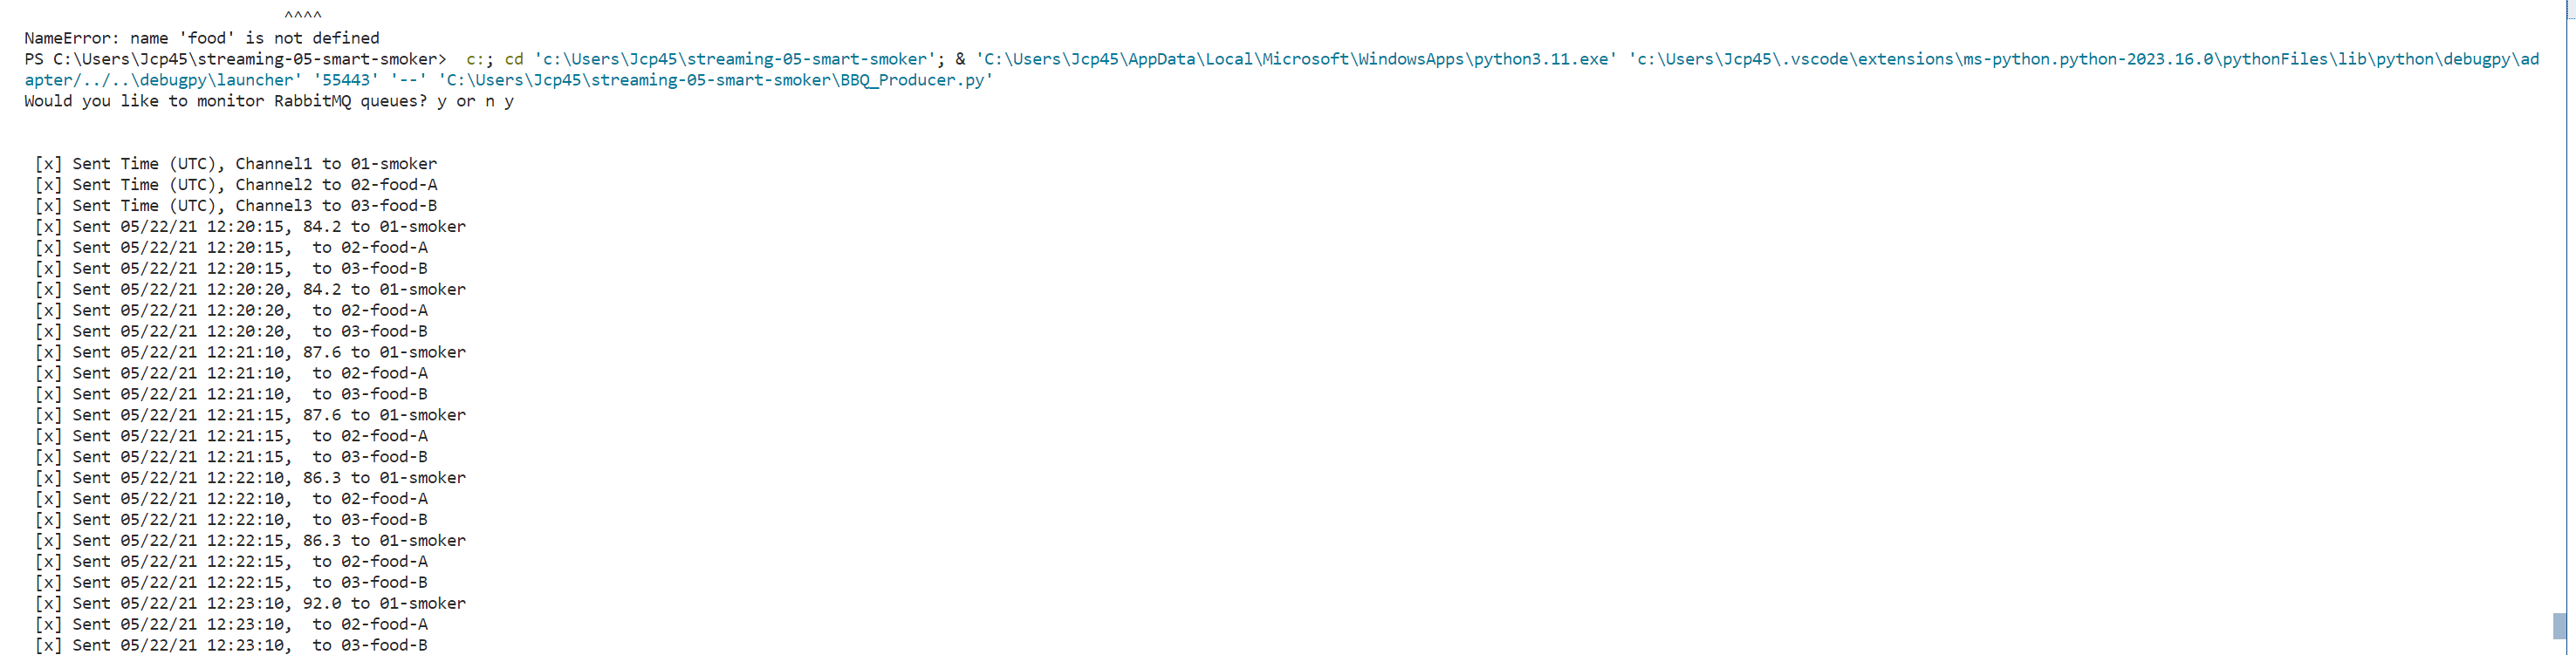 ^^^^
NameError: name 'food' is not defined
PS C:\Users\Jcp45\streaming-05-smart-smoker>  c:; cd 'c:\Users\Jcp45\streaming-05-smart-smoker'; & 'C:\Users\Jcp45\AppData\Local\Microsoft\WindowsApps\python3.11.exe' 'c:\Users\Jcp45\.vscode\extensions\ms-python.python-2023.16.0\pythonFiles\lib\python\debugpy\ad
apter/../..\debugpy\launcher' '55443' '--' 'C:\Users\Jcp45\streaming-05-smart-smoker\BBQ_Producer.py'
Would you like to monitor RabbitMQ queues? y or n y
[x] Sent Time (UTC), Channel1 to 01-smoker
[x] Sent Time (UTC), Channel2 to 02-food-A
[x] Sent Time (UTC), Channel3 to 03-food-B
[x] Sent 05/22/21 12:20:15, 84.2 to 01-smoker
[x] Sent 05/22/21 12:20:15,  to 02-food-A
[x] Sent 05/22/21 12:20:15,  to 03-food-B
[x] Sent 05/22/21 12:20:20, 84.2 to 01-smoker
[x] Sent 05/22/21 12:20:20,  to 02-food-A
[x] Sent 05/22/21 12:20:20,  to 03-food-B
[x] Sent 05/22/21 12:21:10, 87.6 to 01-smoker
[x] Sent 05/22/21 12:21:10,  to 02-food-A
[x] Sent 05/22/21 12:21:10,  to 03-food-B
[x] Sent 05/22/21 12:21:15, 87.6 to 01-smoker
[x] Sent 05/22/21 12:21:15,  to 02-food-A
[x] Sent 05/22/21 12:21:15,  to 03-food-B
[x] Sent 05/22/21 12:22:10, 86.3 to 01-smoker
[x] Sent 05/22/21 12:22:10,  to 02-food-A
[x] Sent 05/22/21 12:22:10,  to 03-food-B
[x] Sent 05/22/21 12:22:15, 86.3 to 01-smoker
[x] Sent 05/22/21 12:22:15,  to 02-food-A
[x] Sent 05/22/21 12:22:15,  to 03-food-B
[x] Sent 05/22/21 12:23:10, 92.0 to 01-smoker
[x] Sent 05/22/21 12:23:10,  to 02-food-A
[x] Sent 05/22/21 12:23:10,  to 03-food-B